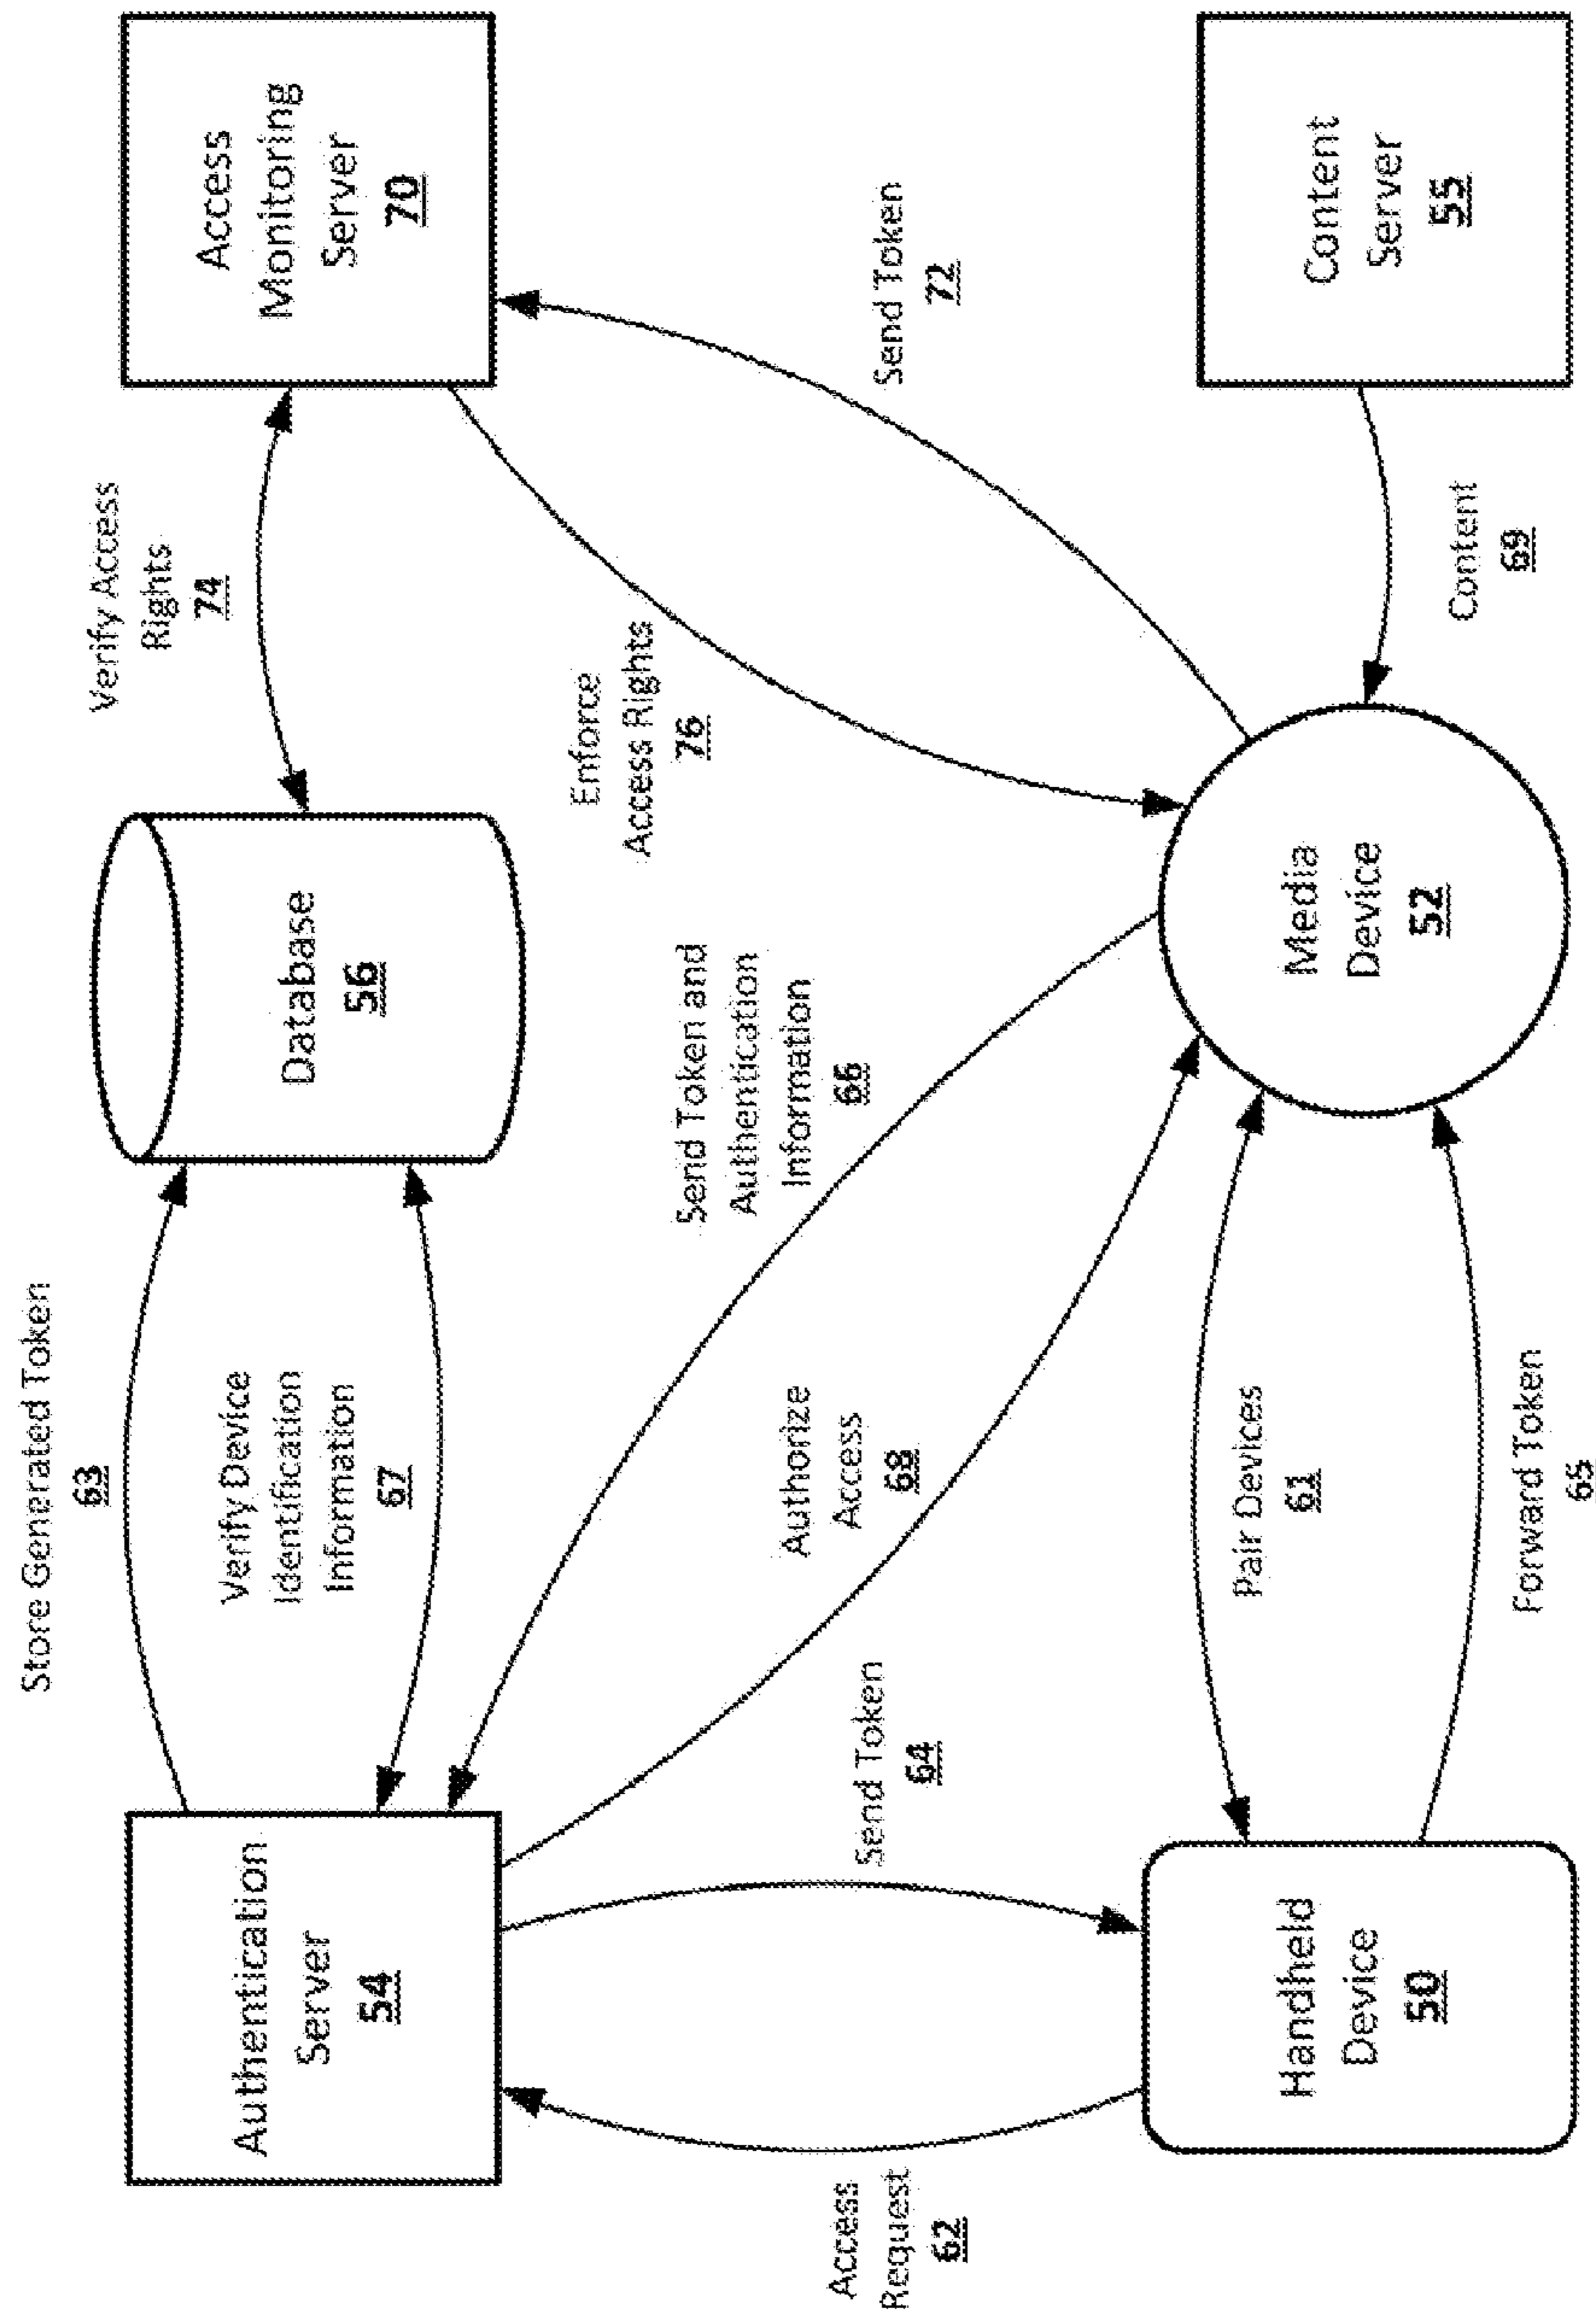 Store Generated Token
63
Verify Device
Identification
Information
67
Verify Access
Rights
74
Authentication
Server
54
Database
56
Access
Monitoring
Server
70
Send Token and
Authentication
Information
66
Enforce
Access Rights
76
Authorize
Access
68
Send Token
72
Access
Request
62
Send Token
64
Pair Devices
61
Handheld
Device
50
Media
Device
52
Content
Server
55
Content
69
Forward Token
65